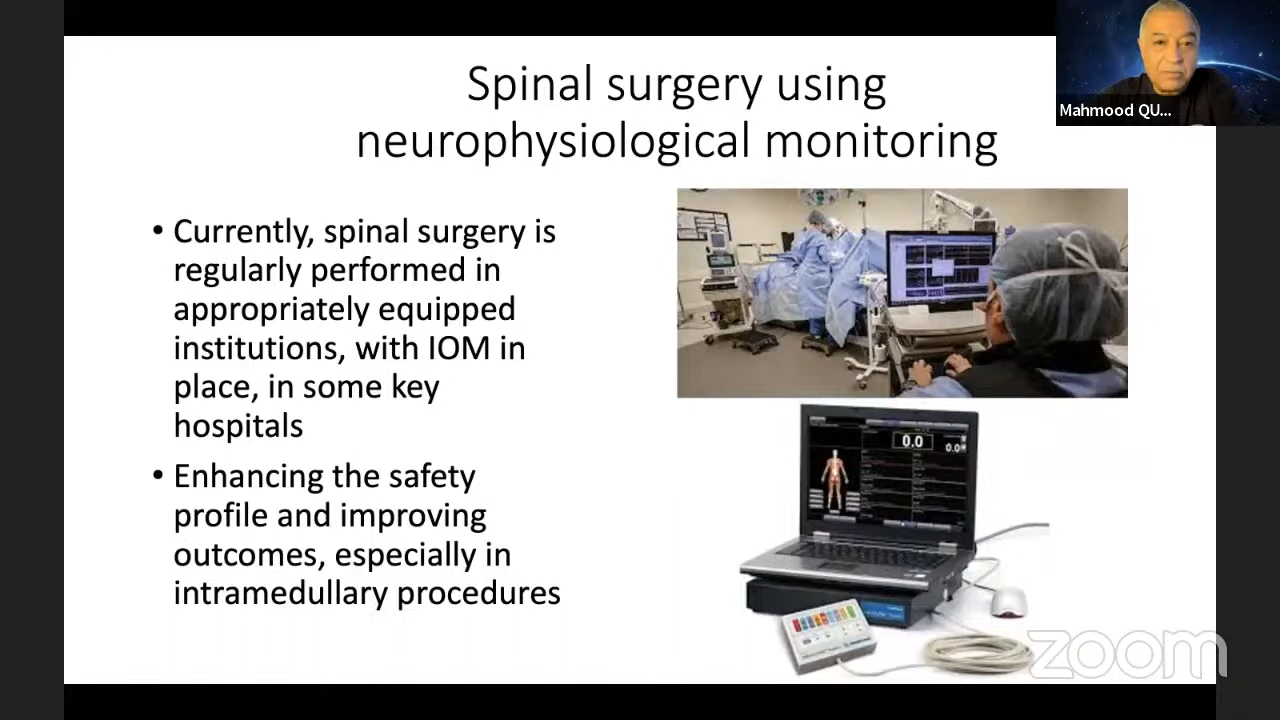 Spinal surgery using
neurophysiological monitoring
Mahmood QU...
• Currently, spinal surgery is
regularly performed in
appropriately equipped
institutions, with IOM in
place, in some key
hospitals
• Enhancing the safety
profile and improving
outcomes, especially in
intramedullary procedures
0.0
0.0
zoom